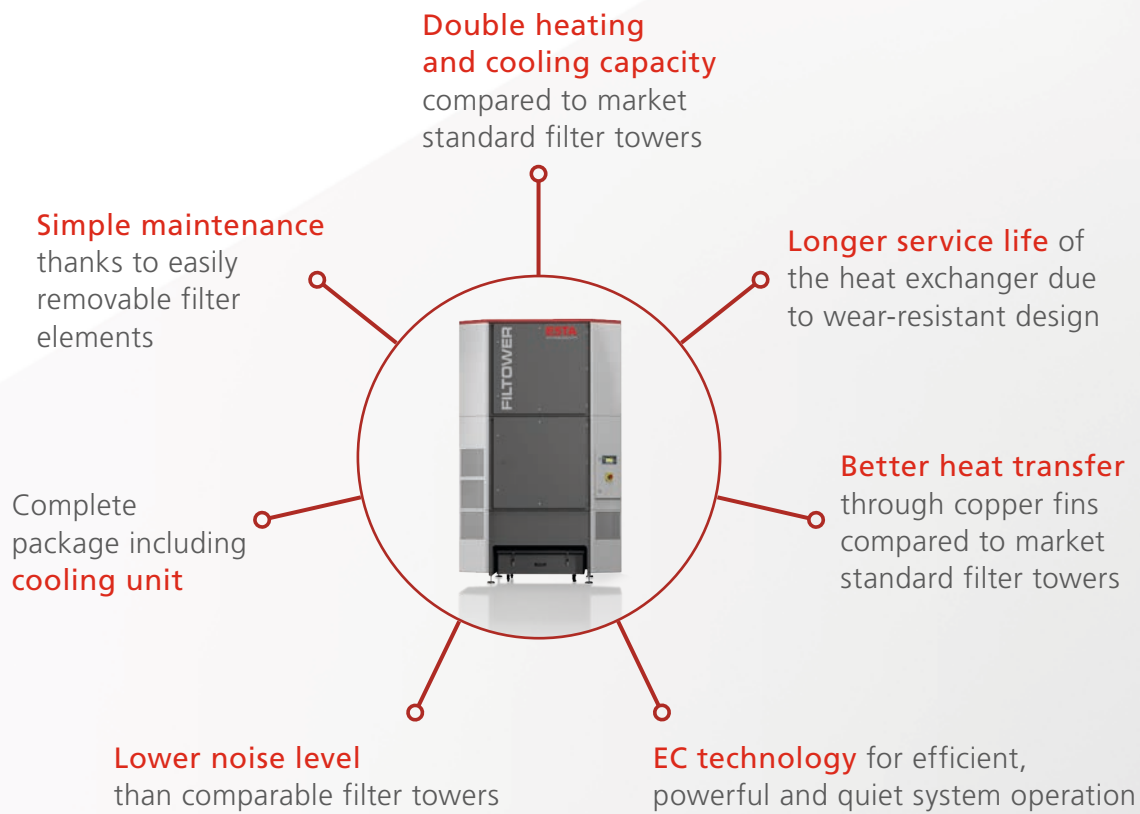 Double heating
and cooling capacity
compared to market
standard filter towers
Simple maintenance
thanks to easily
removable filter
elements
Longer service life of
the heat exchanger due
to wear-resistant design
FILTOWER
ESTA
Better heat transfer
through copper fins
compared to market
standard filter towers
Complete
package including
cooling unit
Lower noise level
than comparable filter towers
EC technology for efficient,
powerful and quiet system operation